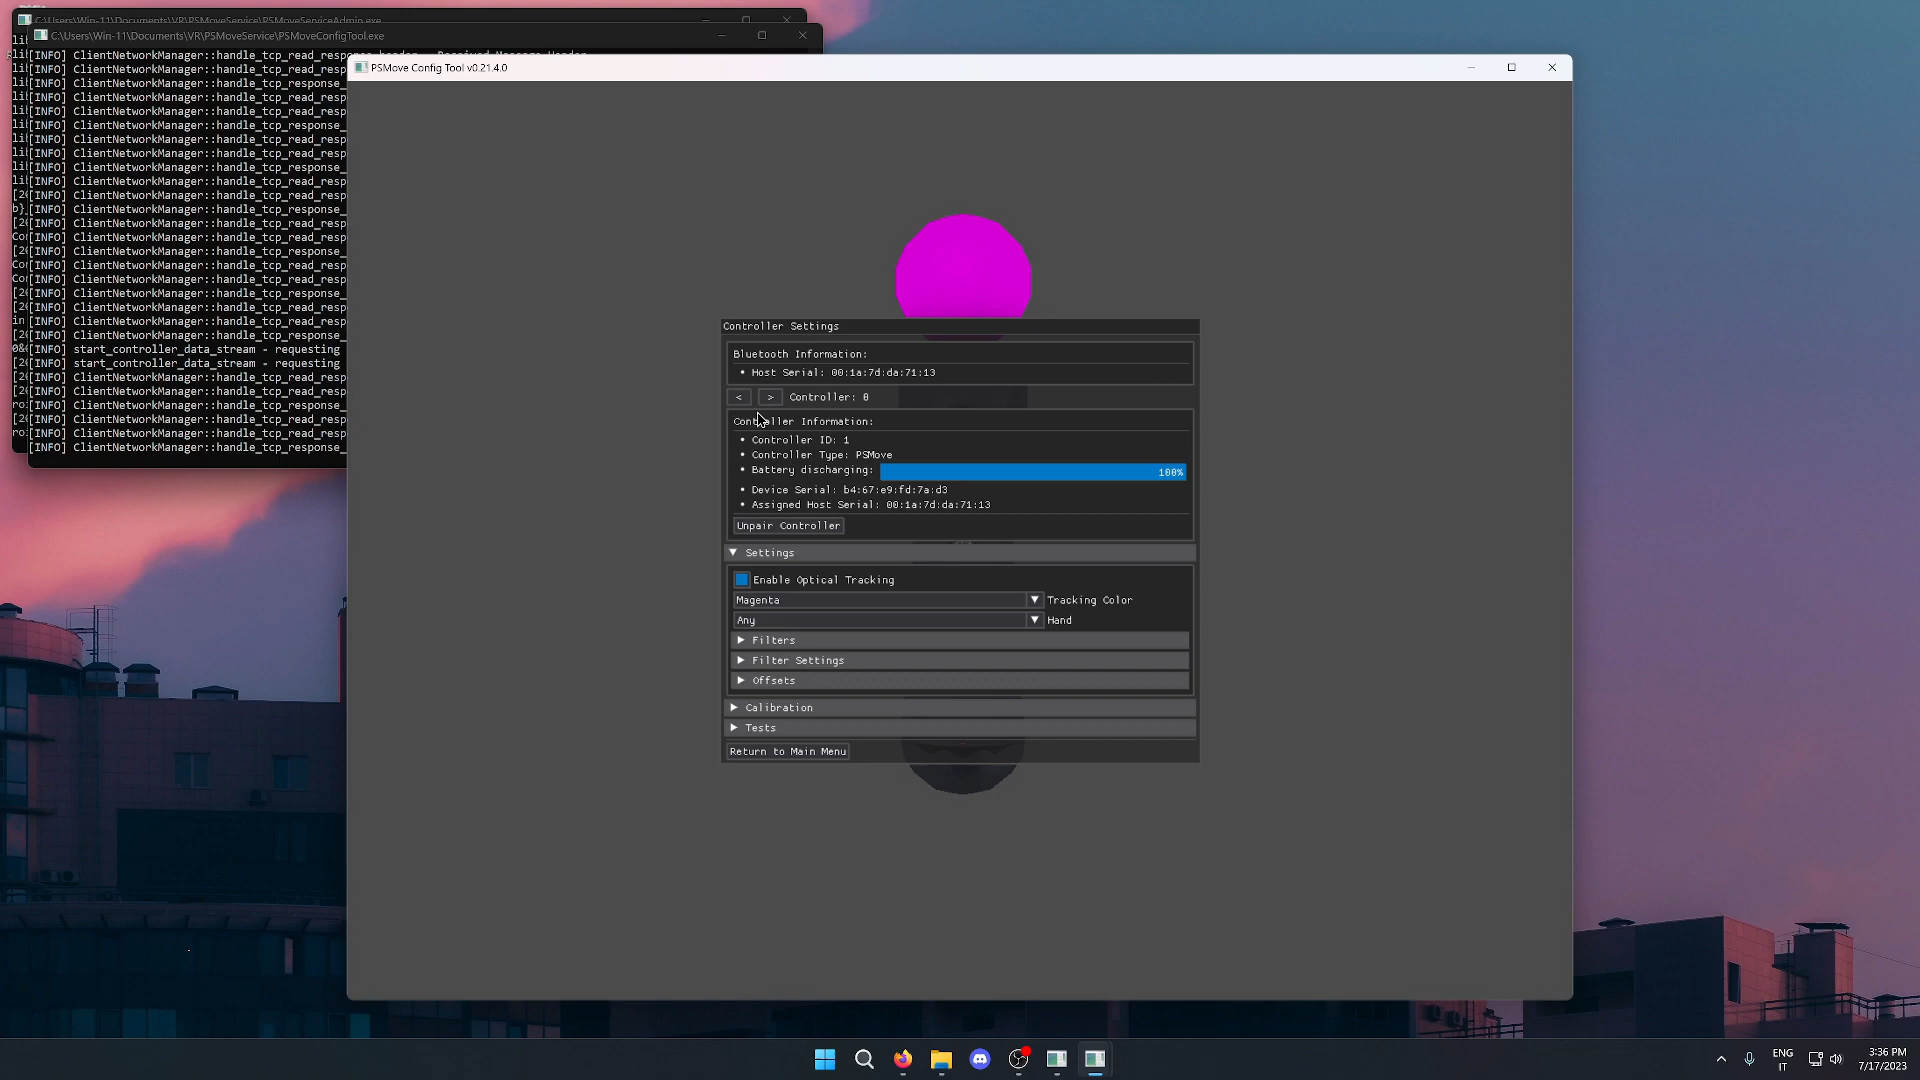 C:\Users\Win-11\Documents\VR\PSMoveService\PSMoveServiceAdmin.exe
C:\Users\Win-11\Documents\VR\PSMoveService\PSMoveConfigTool.exe
[INFO] ClientNetworkManager::handle_tcp_read_response_header - Received Message Header
[INFO] ClientNetworkManager::handle_tcp_read_resp
[INFO] ClientNetworkManager::handle_tcp_response_
[INFO] ClientNetworkManager::handle_tcp_read_resp
[INFO] ClientNetworkManager::handle_tcp_read_resp
[INFO] ClientNetworkManager::handle_tcp_response_
[INFO] ClientNetworkManager::handle_tcp_read_resp
[INFO] ClientNetworkManager::handle_tcp_read_resp
[INFO] ClientNetworkManager::handle_tcp_response_
[INFO] ClientNetworkManager::handle_tcp_read_resp
[INFO] ClientNetworkManager::handle_tcp_read_resp
[INFO] ClientNetworkManager::handle_tcp_response_
[INFO] ClientNetworkManager::handle_tcp_read_resp
[INFO] ClientNetworkManager::handle_tcp_read_resp
[INFO] ClientNetworkManager::handle_tcp_response_
[INFO] ClientNetworkManager::handle_tcp_read_resp
[INFO] ClientNetworkManager::handle_tcp_read_resp
[INFO] ClientNetworkManager::handle_tcp_response_
[INFO] ClientNetworkManager::handle_tcp_read_resp
[INFO] ClientNetworkManager::handle_tcp_read_resp
[INFO] ClientNetworkManager::handle_tcp_response_
[INFO] start_controller_data_stream - requesting
[INFO] start_controller_data_stream - requesting
[INFO] ClientNetworkManager::handle_tcp_read_resp
[INFO] ClientNetworkManager::handle_tcp_read_resp
[INFO] ClientNetworkManager::handle_tcp_response_
[INFO] ClientNetworkManager::handle_tcp_read_resp
[INFO] ClientNetworkManager::handle_tcp_read_resp
[INFO] ClientNetworkManager::handle_tcp_response_
PSMove Config Tool v0.21.4.0
Controller Settings
Bluetooth Information:
• Host Serial: 00:1a:7d:da:71:13
< > Controller: 0
Controller Information:
• Controller ID: 1
• Controller Type: PSMove
• Battery discharging: 100%
• Device Serial: b4:67:e9:fd:7a:d3
• Assigned Host Serial: 00:1a:7d:da:71:13
Unpair Controller
Settings
Enable Optical Tracking
Magenta Tracking Color
Any Hand
Filters
Filter Settings
Offsets
Calibration
Tests
Return to Main Menu
ENG
IT
3:36 PM
7/17/2023